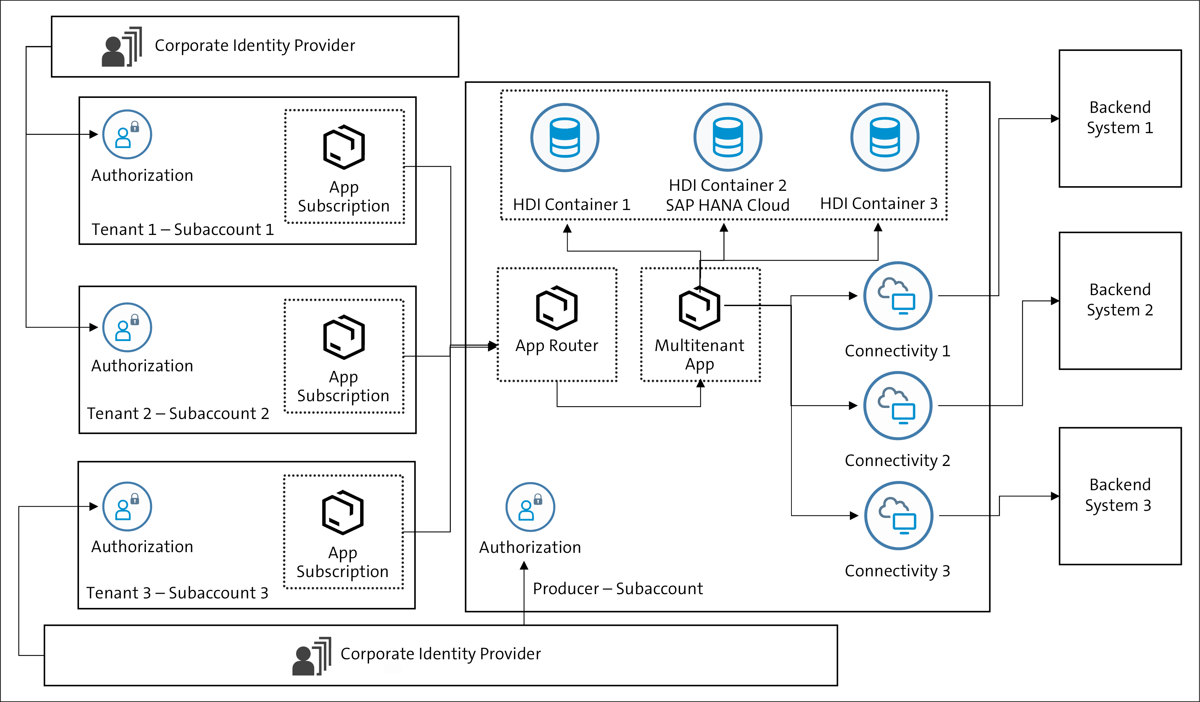 Corporate Identity Provider
Authorization
App
Subscription
Tenant 1 – Subaccount 1
Authorization
App
Subscription
Tenant 2 – Subaccount 2
Authorization
App
Subscription
Tenant 3 – Subaccount 3
HDI Container 1
HDI Container 2
SAP HANA Cloud
HDI Container 3
App Router
Multitenant
App
Connectivity 1
Connectivity 2
Connectivity 3
Authorization
Producer – Subaccount
Backend
System 1
Backend
System 2
Backend
System 3
Corporate Identity Provider